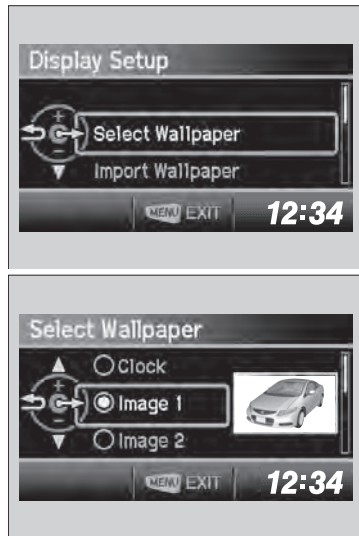 Display Setup
+
Select Wallpaper
−
Import Wallpaper
MENU EXIT
12:34
Select Wallpaper
Clock
+
Image 1
−
Image 2
MENU EXIT
12:34